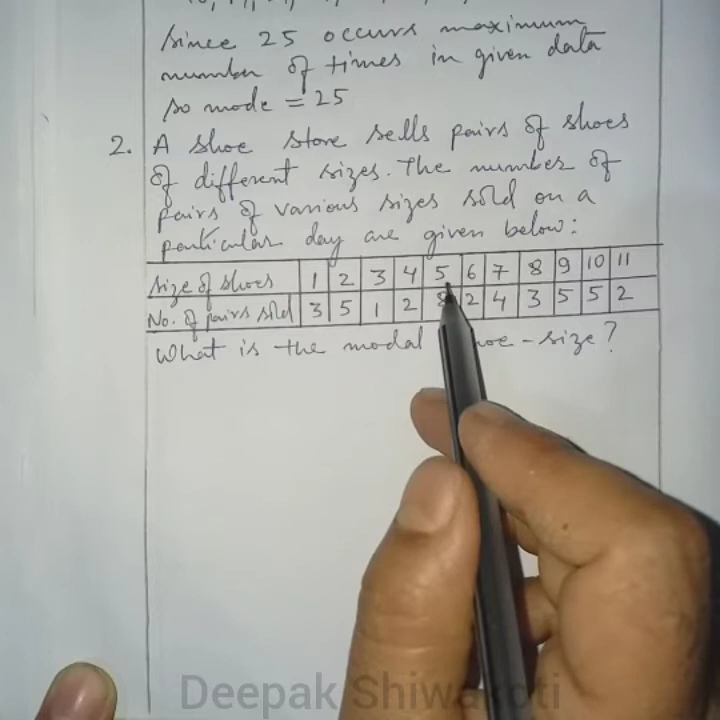 since 25 occurs maximum
number of times in given data
so mode = 25
2. A shoe store sells pairs of shoes
of different sizes. The number of
pairs of various sizes sold on a
particular day are given below:
Size of shoes 1 2 3 4 5 6 7 8 9 10 11
No. of pairs sold 3 5 1 2 8 2 4 3 5 5 2
What is the modal size?
Deepak Shiwakoti